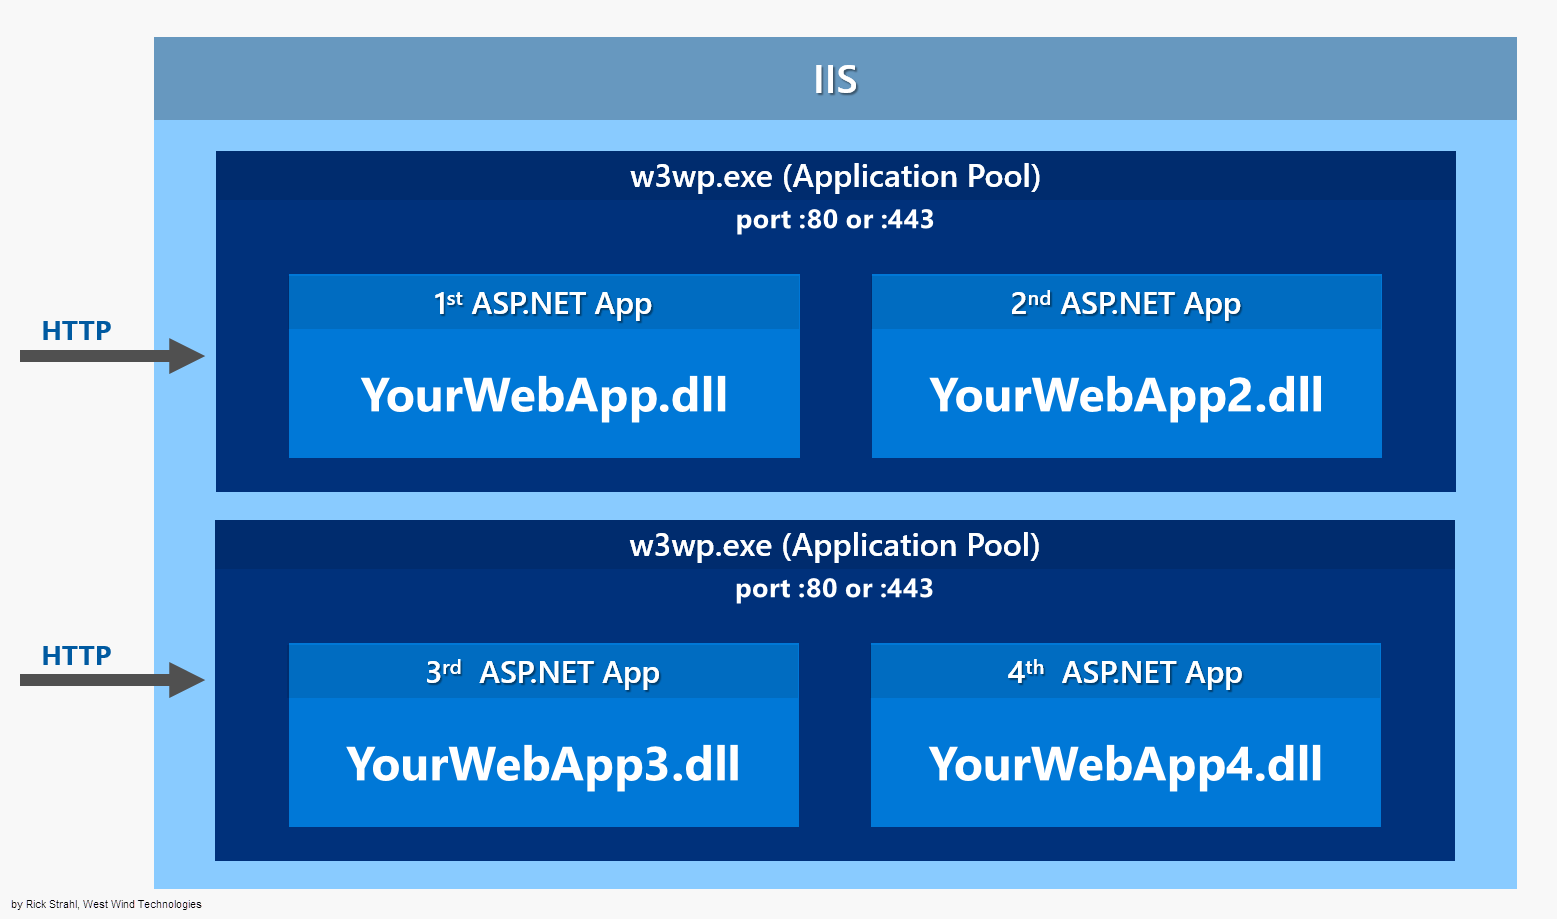 IIS
w3wp.exe (Application Pool)
port :80 or :443
1st ASP.NET App
2nd ASP.NET App
HTTP
YourWebApp.dll
YourWebApp2.dll
w3wp.exe (Application Pool)
port :80 or :443
HTTP
3rd ASP.NET App
4th ASP.NET App
YourWebApp3.dll
YourWebApp4.dll
by Rick Strahl, West Wind Technologies